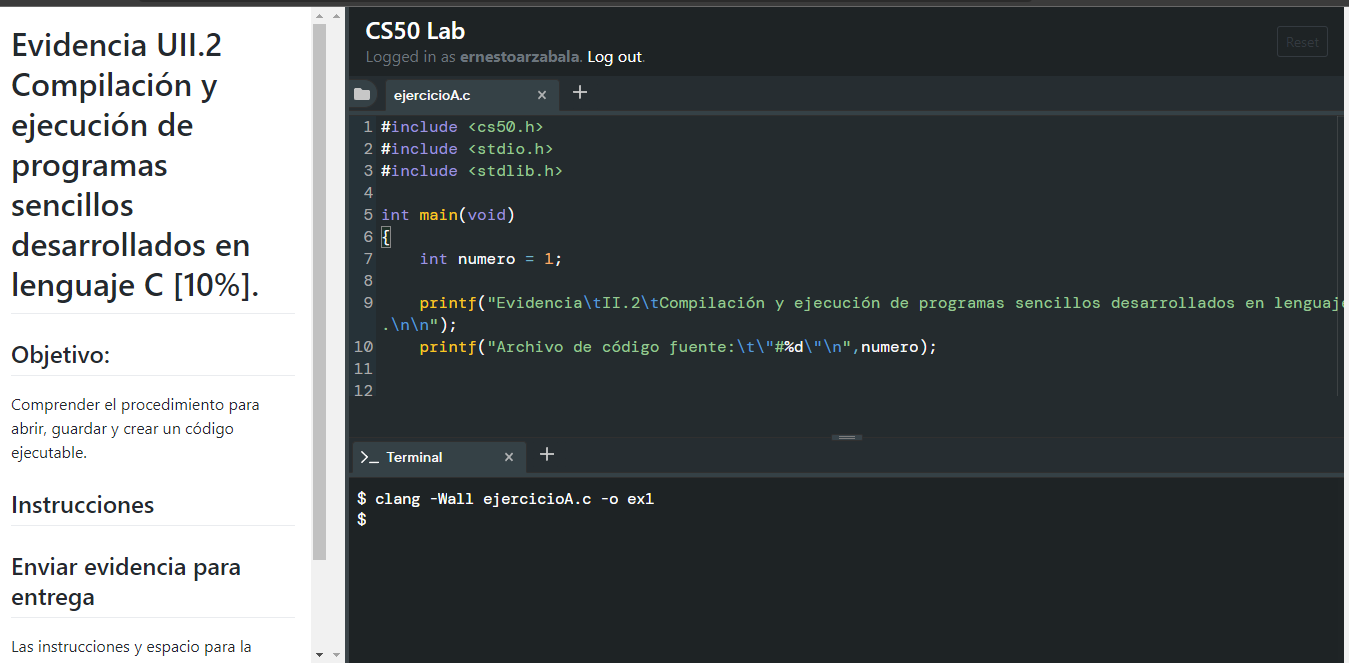 Evidencia UII.2
Compilación y
ejecución de
programas
sencillos
desarrollados en
lenguaje C [10%].
Objetivo:
Comprender el procedimiento para
abrir, guardar y crear un código
ejecutable.
Instrucciones
Enviar evidencia para
entrega
Las instrucciones y espacio para la
CS50 Lab
Logged in as ernestoarzabala. Log out.
Reset
ejercicioA.c × +
1 #include <cs50.h>
2 #include <stdio.h>
3 #include <stdlib.h>
4
5 int main(void)
6 {
7     int numero = 1;
8
9     printf("Evidencia\tII.2\tCompilación y ejecución de programas sencillos desarrollados en lenguaje
.\n\n");
10     printf("Archivo de código fuente:\t\"#%d\"\n",numero);
11
12
>_ Terminal × +
$ clang -Wall ejercicioA.c -o ex1
$